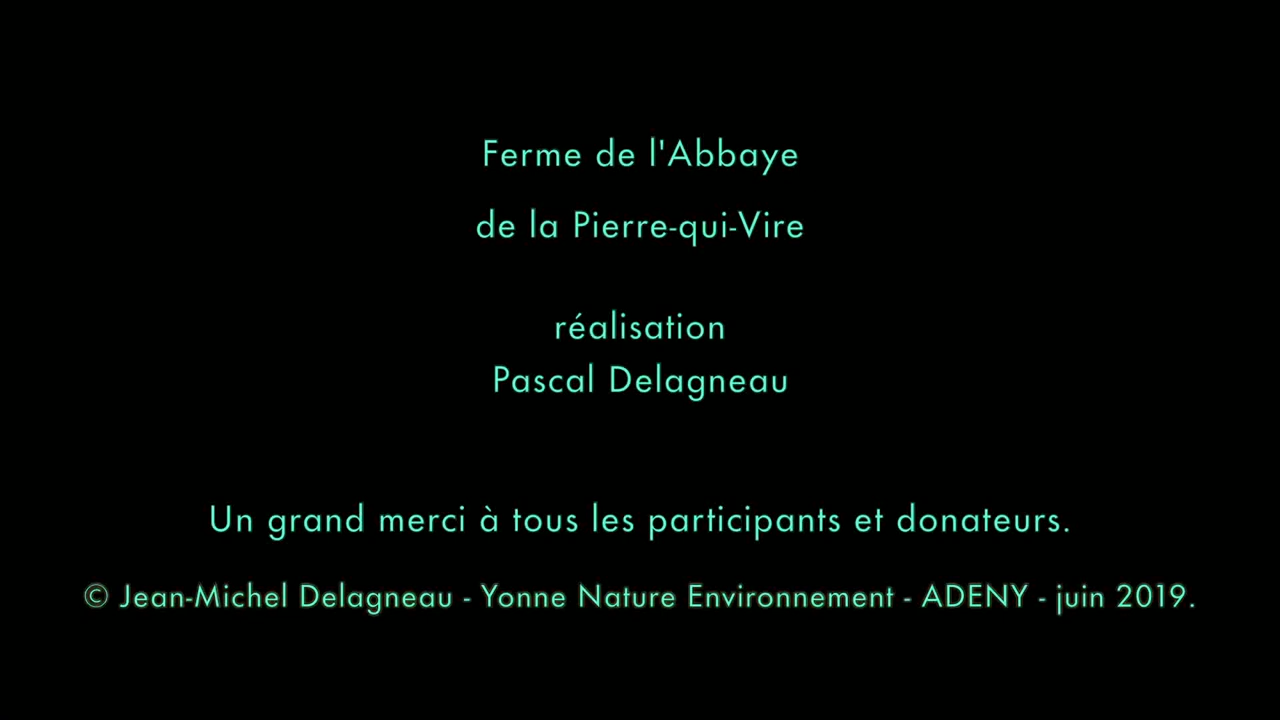 Ferme de l'Abbaye
de la Pierre-qui-Vire
réalisation
Pascal Delagneau
Un grand merci à tous les participants et donateurs.
© Jean-Michel Delagneau - Yonne Nature Environnement - ADENY - juin 2019.